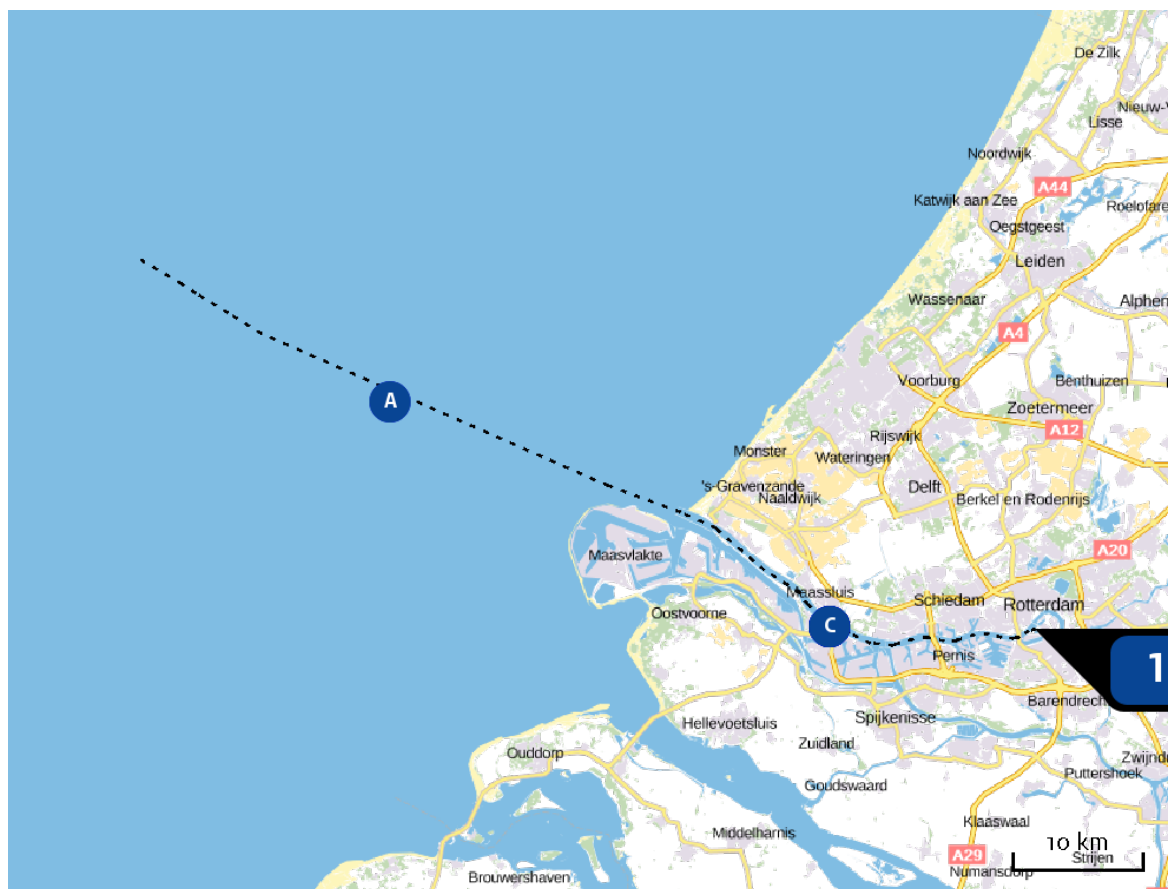 De Zilk
Nieuw-V
Lisse
Noordwijk
A44
Katwijk aan Zee
Roelofare
Oegstgeest
Leiden
Wassenaar
Alphen
A4
Voorburg
Benthuizen
A
Zoetermeer
A12
Rijswijk
Monster
Wateringen
's-Gravenzande
Naaldwijk
Delft
Berkel en Rodenrijs
Maasvlakte
A20
Maassluis
Schiedam
Rotterdam
Oostvoorne
C
Pernis
1
Barendrech
Hellevoetsluis
Spijkenisse
Zuidland
Ouddorp
Zwijnd
Puttershoek
Goudswaard
Klaaswaal
Middelharnis
10 km
A29
Strijen
Numansdorp
Brouwershaven